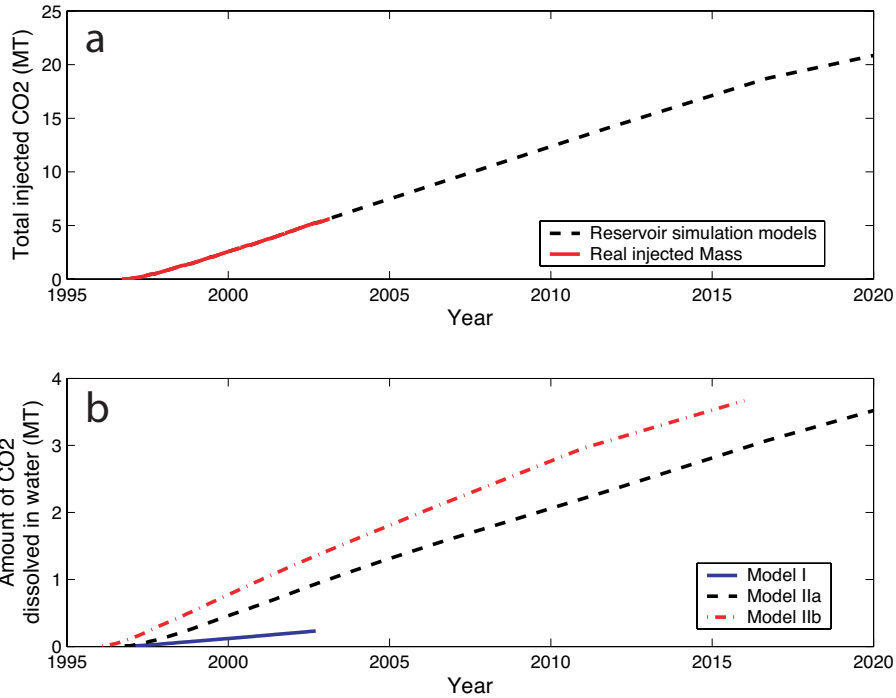 a
Total injected CO2 (MT)
25
20
15
10
5
0
1995
2000
2005
2010
2015
2020
Year
Reservoir simulation models
Real injected Mass
b
Amount of CO2
dissolved in water (MT)
4
3
2
1
0
1995
2000
2005
2010
2015
2020
Year
Model I
Model IIa
Model IIb